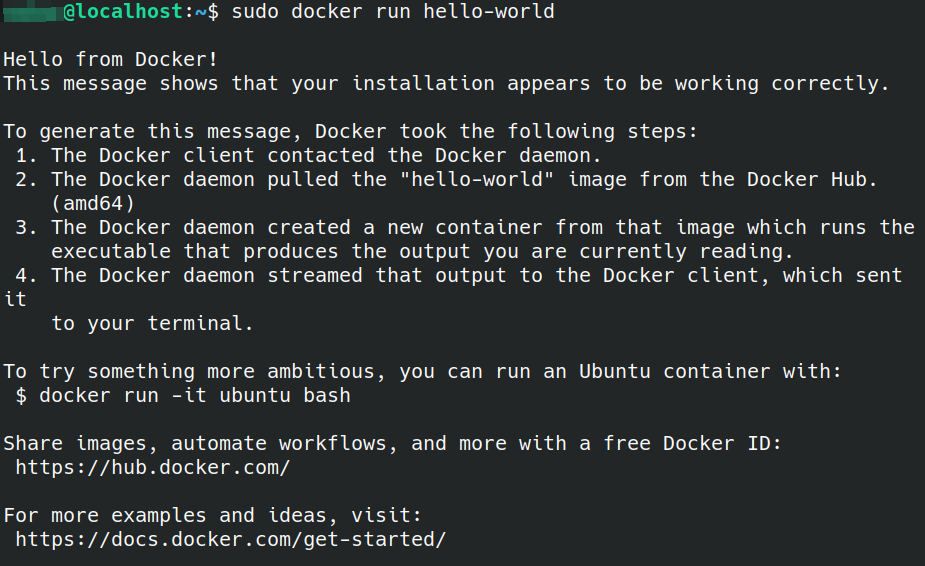 @localhost:~$ sudo docker run hello-world
Hello from Docker!
This message shows that your installation appears to be working correctly.
To generate this message, Docker took the following steps:
1. The Docker client contacted the Docker daemon.
2. The Docker daemon pulled the "hello-world" image from the Docker Hub.
(amd64)
3. The Docker daemon created a new container from that image which runs the
executable that produces the output you are currently reading.
4. The Docker daemon streamed that output to the Docker client, which sent
it
to your terminal.
To try something more ambitious, you can run an Ubuntu container with:
$ docker run -it ubuntu bash
Share images, automate workflows, and more with a free Docker ID:
https://hub.docker.com/
For more examples and ideas, visit:
https://docs.docker.com/get-started/